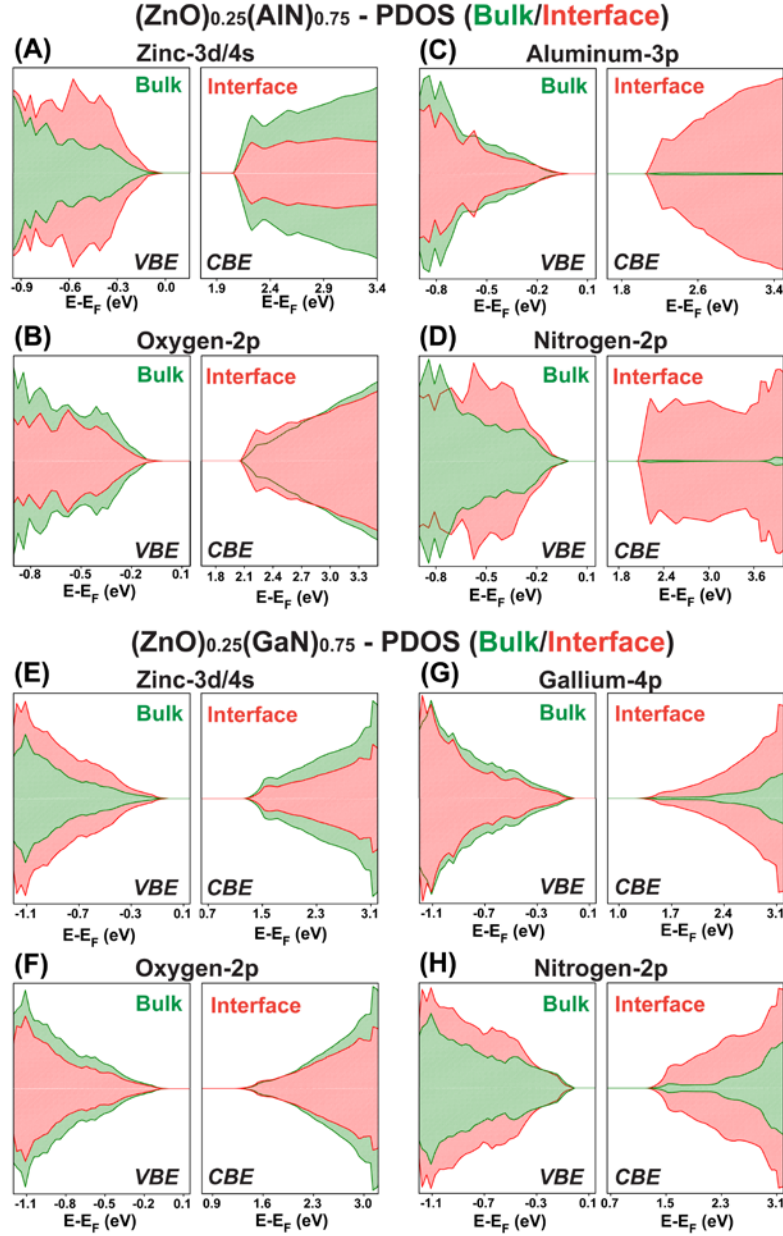 (ZnO)0.25(AlN)0.75 - PDOS (Bulk/Interface)
(A) Zinc-3d/4s
Bulk
VBE
-0.9 -0.6 -0.3 0.0
E-EF (eV)
Interface
CBE
1.9 2.4 2.9 3.4
E-EF (eV)
(C) Aluminum-3p
Bulk
VBE
-0.8 -0.5 -0.2 0.1
E-EF (eV)
Interface
CBE
1.8 2.6 3.4
E-EF (eV)
(B) Oxygen-2p
Bulk
VBE
-0.8 -0.5 -0.2 0.1
E-EF (eV)
Interface
CBE
2.1 2.7 3.3
E-EF (eV)
(D) Nitrogen-2p
Bulk
VBE
-0.8 -0.5 -0.2 0.1
E-EF (eV)
Interface
CBE
1.8 2.4 3.0 3.6
E-EF (eV)
(ZnO)0.25(GaN)0.75 - PDOS (Bulk/Interface)
(E) Zinc-3d/4s
Bulk
VBE
-1.1 -0.7 -0.3 0.1
E-EF (eV)
Interface
CBE
0.7 1.5 2.3 3.1
E-EF (eV)
(G) Gallium-4p
Bulk
VBE
-1.1 -0.7 -0.3 0.1
E-EF (eV)
Interface
CBE
1.0 1.7 2.4 3.1
E-EF (eV)
(F) Oxygen-2p
Bulk
VBE
-1.1 -0.7 -0.3 0.1
E-EF (eV)
Interface
CBE
0.9 1.6 2.3 3.0
E-EF (eV)
(H) Nitrogen-2p
Bulk
VBE
-1.1 -0.7 -0.3 0.1
E-EF (eV)
Interface
CBE
0.7 1.3 1.9 2.5 3.1
E-EF (eV)